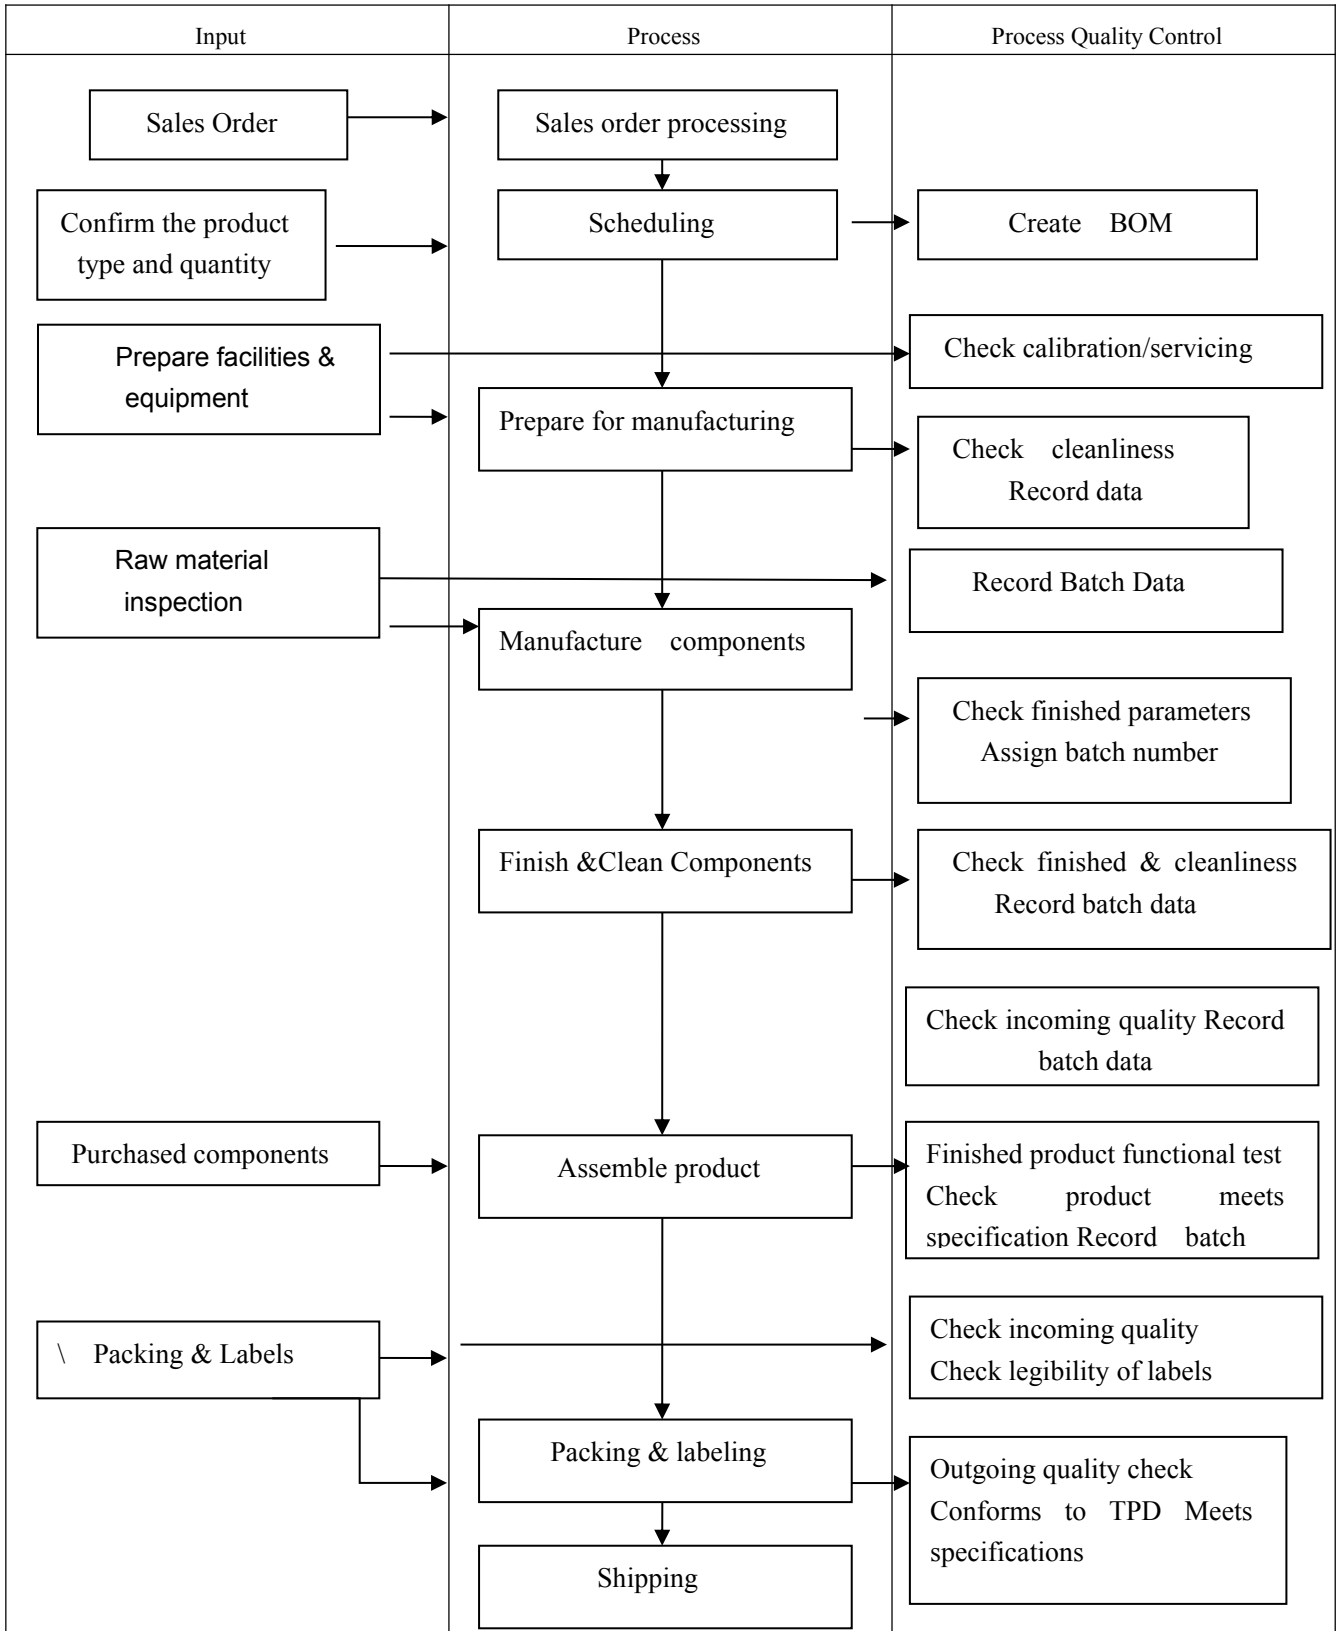 Input
Process
Process Quality Control
Sales Order
Sales order processing
Confirm the product
type and quantity
Scheduling
Create BOM
Prepare facilities &
equipment
Check calibration/servicing
Prepare for manufacturing
Check cleanliness
Record data
Raw material
inspection
Record Batch Data
Manufacture components
Check finished parameters
Assign batch number
Finish &Clean Components
Check finished & cleanliness
Record batch data
Check incoming quality Record
batch data
Purchased components
Assemble product
Finished product functional test
Check product meets
specification Record batch
\ Packing & Labels
Check incoming quality
Check legibility of labels
Packing & labeling
Outgoing quality check
Conforms to TPD Meets
specifications
Shipping